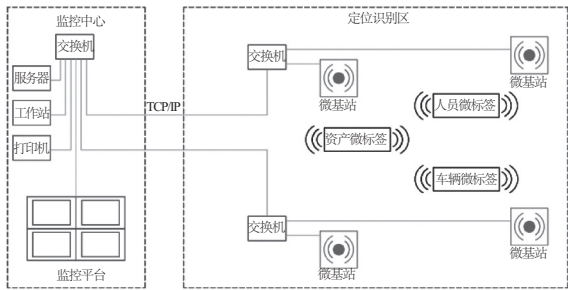 监控中心
交换机
服务器
工作站
打印机
监控平台
TCP/IP
定位识别区
交换机
微基站
微基站
人员微标签
资产微标签
车辆微标签
交换机
微基站
微基站